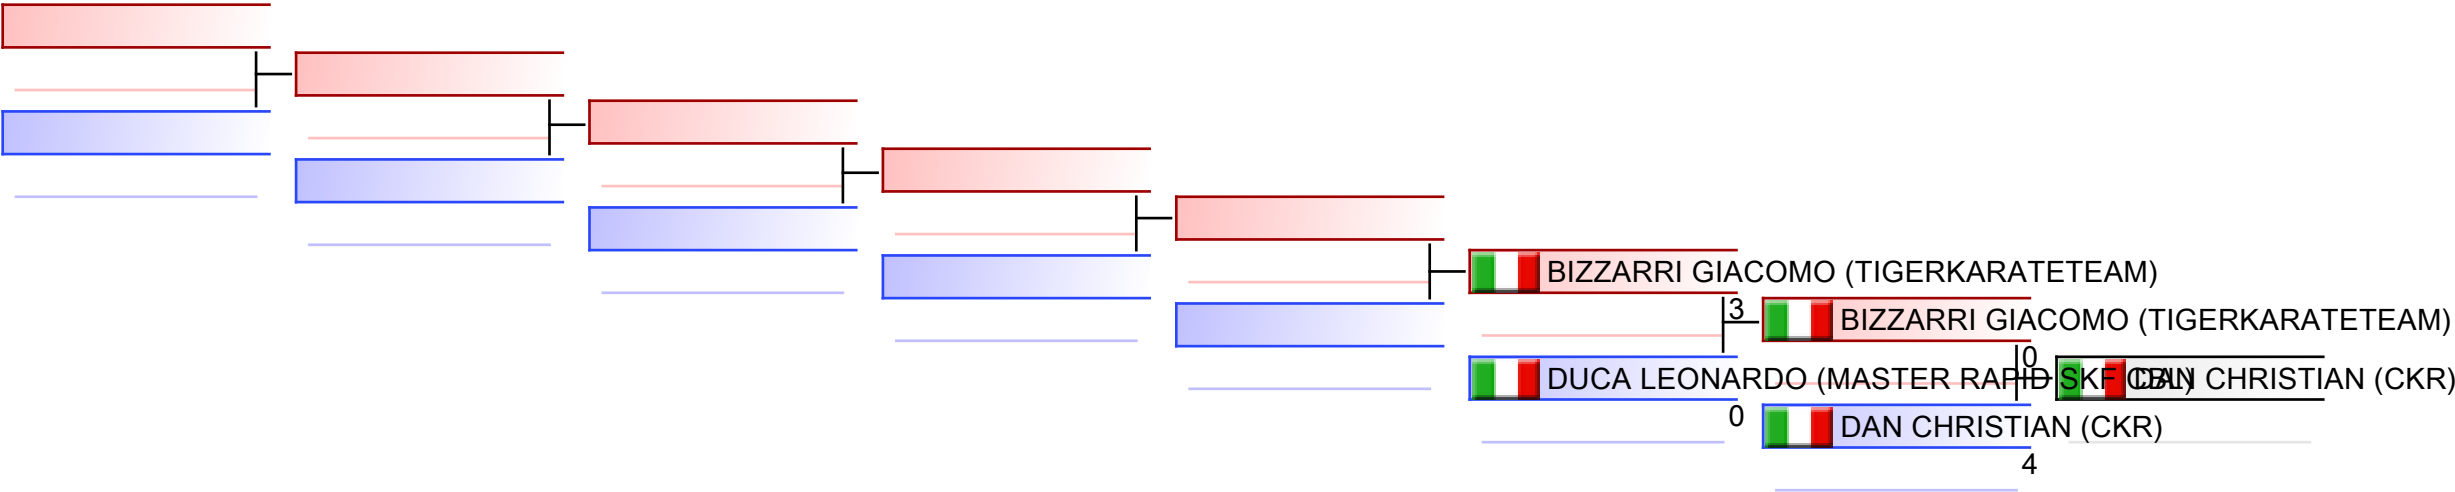 BIZZARRI GIACOMO (TIGERKARATETEAM)
3
BIZZARRI GIACOMO (TIGERKARATETEAM)
0
DUCA LEONARDO (MASTER RAPID SKF CBL)
DAN CHRISTIAN (CKR)
0
DAN CHRISTIAN (CKR)
4